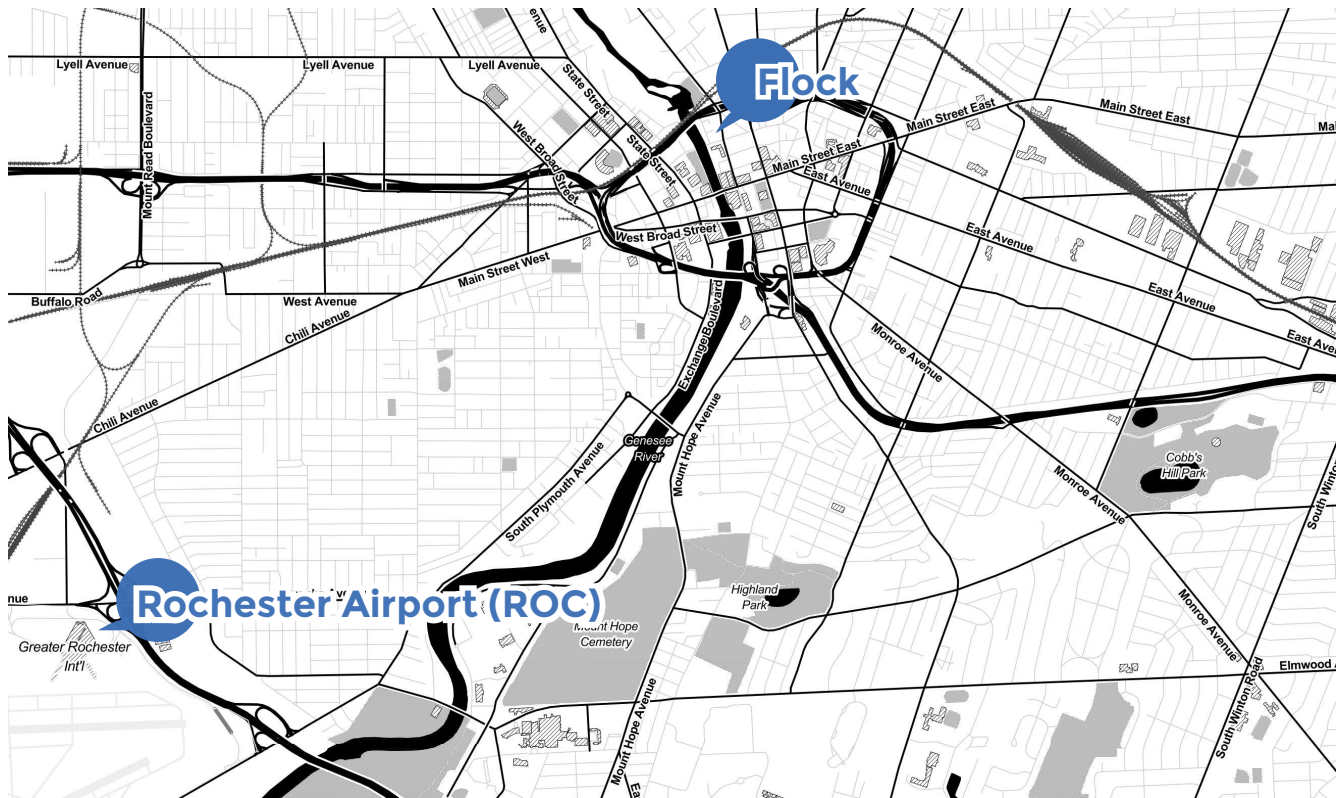 Lyell Avenue
Lyell Avenue
Lyell Avenue
State Street
Flock
Mount Read Boulevard
West Broad Street
State Street
Main Street East
Main Street East
Main Street East
East Avenue
West Broad Street
East Avenue
Main Street West
Buffalo Road
West Avenue
East Avenue
Chili Avenue
Exchange Boulevard
Monroe Avenue
Chili Avenue
Genesee
River
Mount Hope Avenue
Cobb's
Hill Park
South Plymouth Avenue
Monroe Avenue
South Winton
Highland
Park
Rochester Airport (ROC)
Mount Hope
Cemetery
Monroe Avenue
Greater Rochester
Int'l
Elmwood
Mount Hope Avenue
South Winton Road